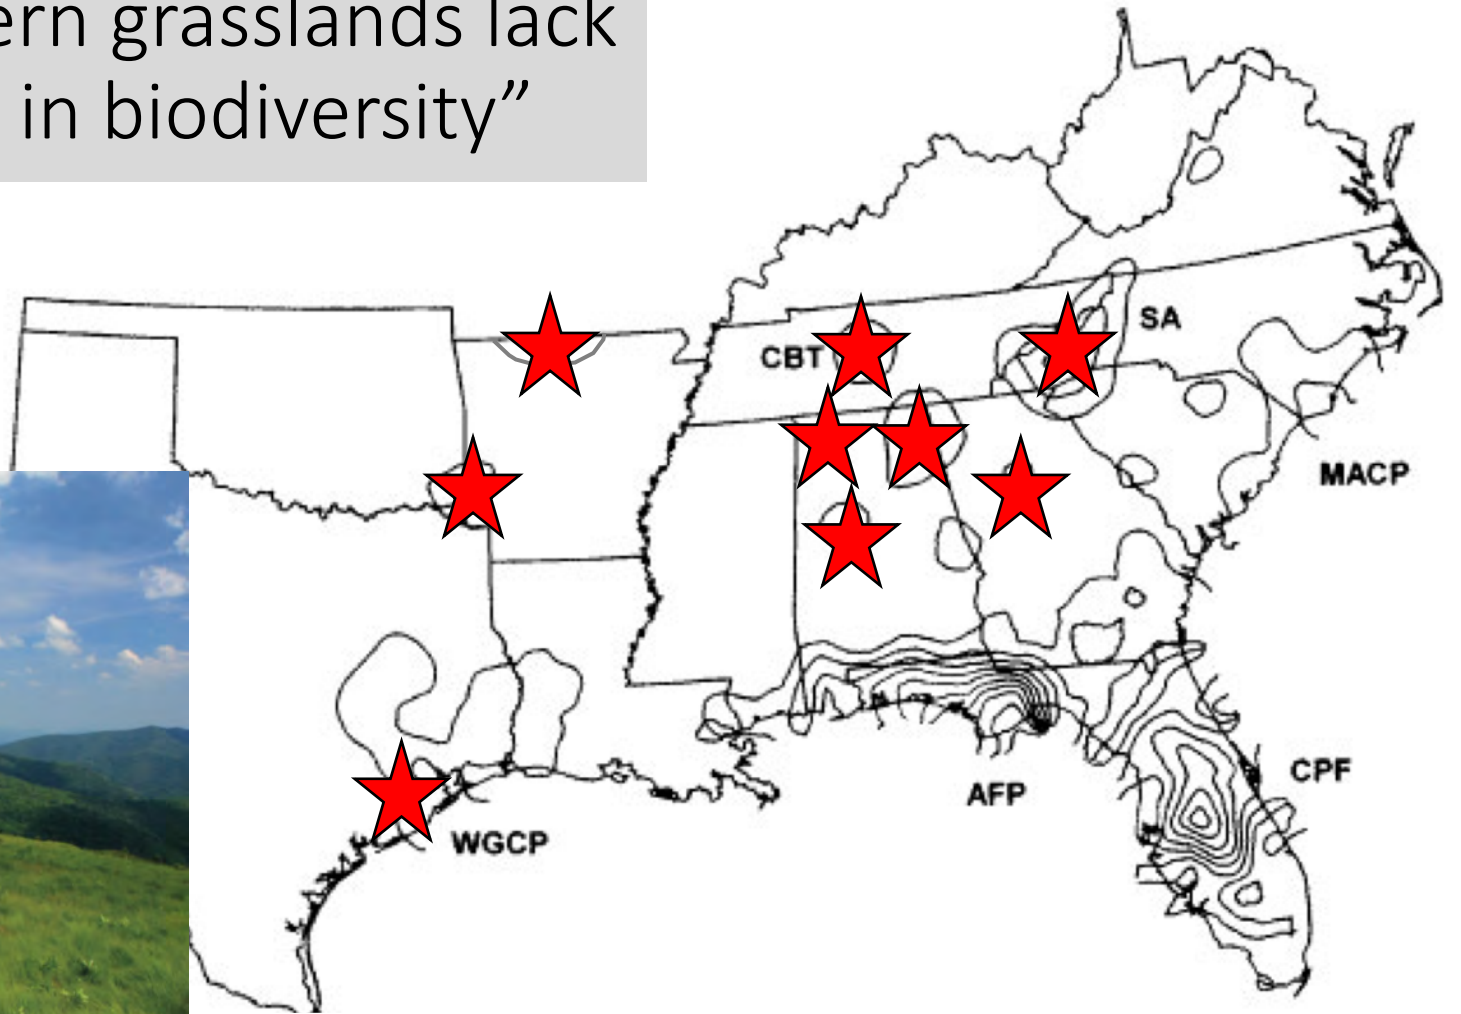 ern grasslands lack
in biodiversity”
SA
CBT
MACP
CPF
AFP
WGCP